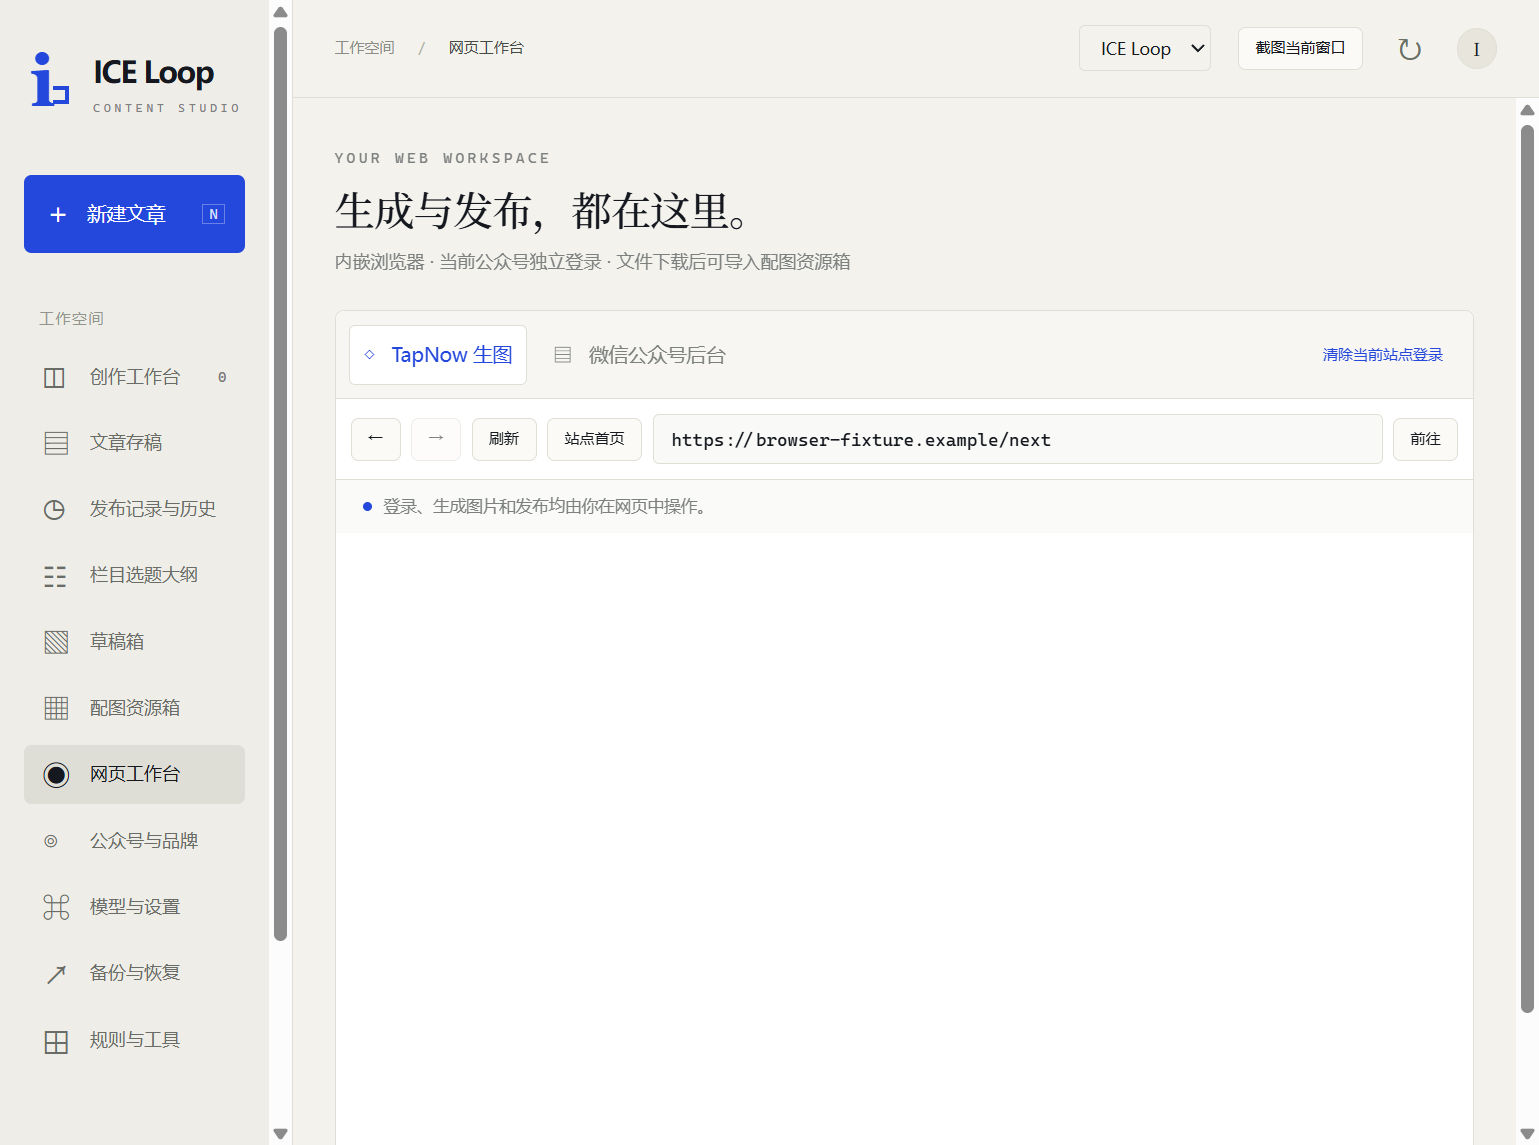 ICE Loop
CONTENT STUDIO
+ 新建文章 N
工作空间
创作工作台 0
文章存稿
发布记录与历史
栏目选题大纲
草稿箱
配图资源箱
网页工作台
公众号与品牌
模型与设置
备份与恢复
规则与工具
工作空间 / 网页工作台
ICE Loop
截图当前窗口
I
YOUR WEB WORKSPACE
生成与发布，都在这里。
内嵌浏览器 · 当前公众号独立登录 · 文件下载后可导入配图资源箱
TapNow 生图
微信公众号后台
清除当前站点登录
← → 刷新 站点首页 https://browser-fixture.example/next 前往
登录、生成图片和发布均由你在网页中操作。